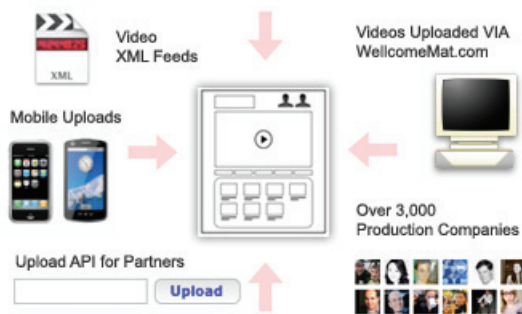 Video
XML Feeds
XML
Mobile Uploads
Upload API for Partners
Upload
Videos Uploaded VIA
WellcomeMat.com
Over 3,000
Production Companies